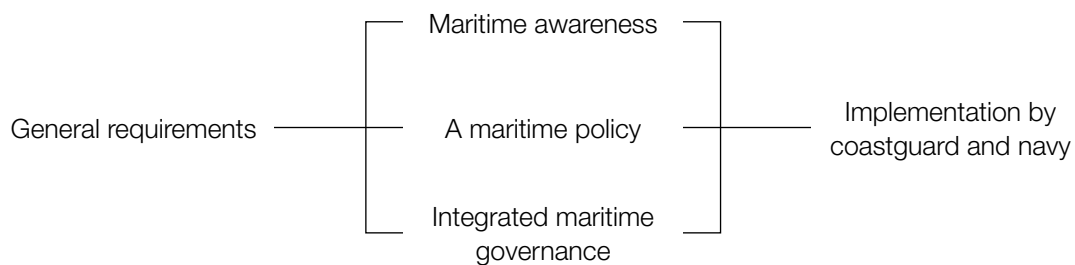 Maritime awareness
General requirements
A maritime policy
Implementation by
coastguard and navy
Integrated maritime
governance